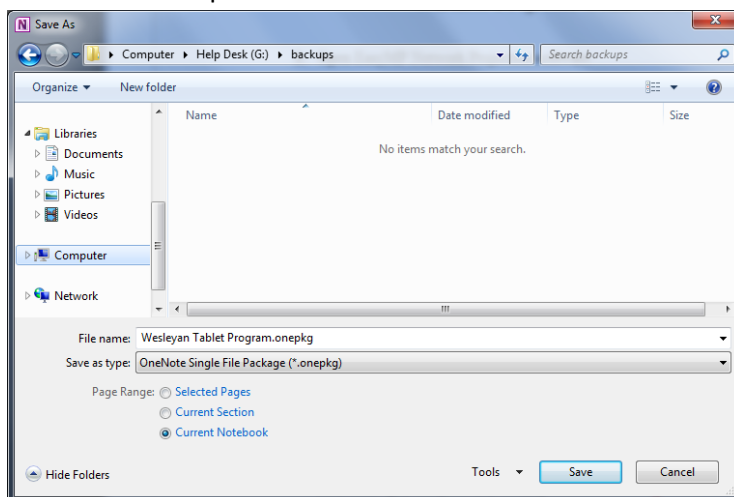 Save As
Computer Help Desk (G:) backups Search backups
Organize New folder
Name Date modified Type Size
No items match your search.
Libraries
Documents
Music
Pictures
Videos
Computer
Network
File name: Wesleyan Tablet Program.onepkg
Save as type: OneNote Single File Package (*.onepkg)
Page Range: Selected Pages
Current Section
Current Notebook
Hide Folders Tools Save Cancel